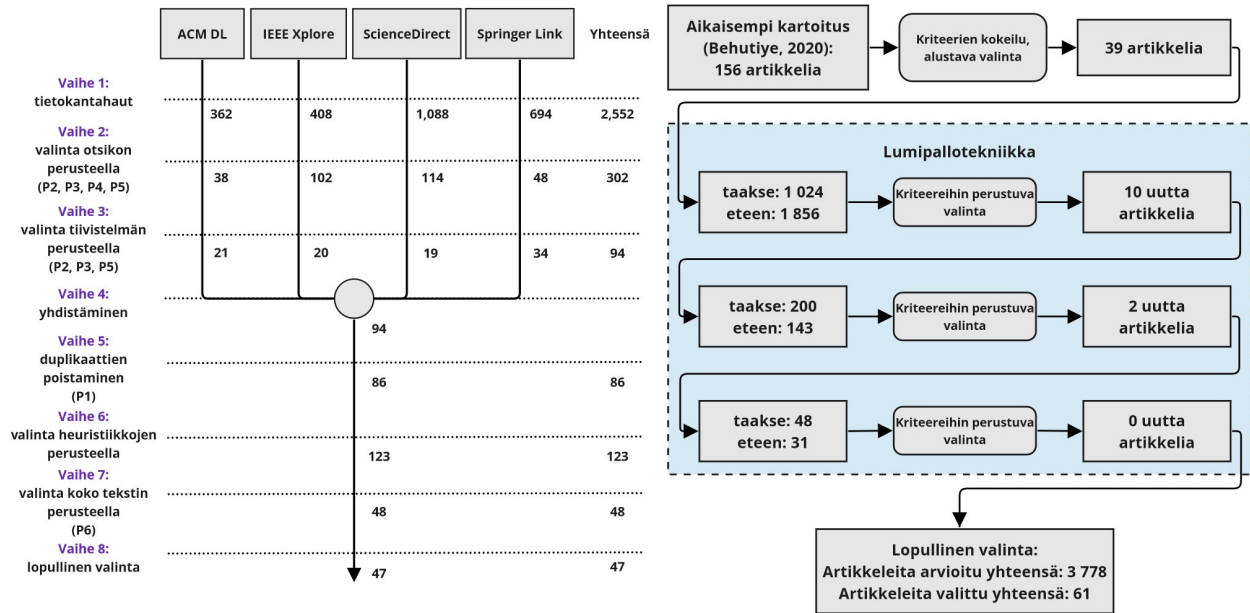 ACM DL
IEEE Xplore
ScienceDirect
Springer Link
Yhteensä
Vaihe 1:
tietokantahaut
362
408
1,088
694
2,552
Vaihe 2:
valinta otsikon
perusteella
(P2, P3, P4, P5)
38
102
114
48
302
Vaihe 3:
valinta tiivistelmän
perusteella
(P2, P3, P5)
21
20
19
34
94
Vaihe 4:
yhdistäminen
94
Vaihe 5:
duplikaattien
poistaminen
(P1)
86
86
Vaihe 6:
valinta heuristiikkojen
perusteella
123
123
Vaihe 7:
valinta koko tekstin
perusteella
(P6)
48
48
Vaihe 8:
lopullinen valinta
47
47
Aikaisempi kartoitus
(Behutiye, 2020):
156 artikkelia
Kriteerien kokeilu,
alustava valinta
39 artikkelia
Lumipallotekniikka
taakse: 1 024
eteen: 1 856
Kriteereihin perustuva
valinta
10 uutta
artikkelia
taakse: 200
eteen: 143
Kriteereihin perustuva
valinta
2 uutta
artikkelia
taakse: 48
eteen: 31
Kriteereihin perustuva
valinta
0 uutta
artikkelia
Lopullinen valinta:
Artikkeleita arvioitu yhteensä: 3 778
Artikkeleita valittu yhteensä: 61